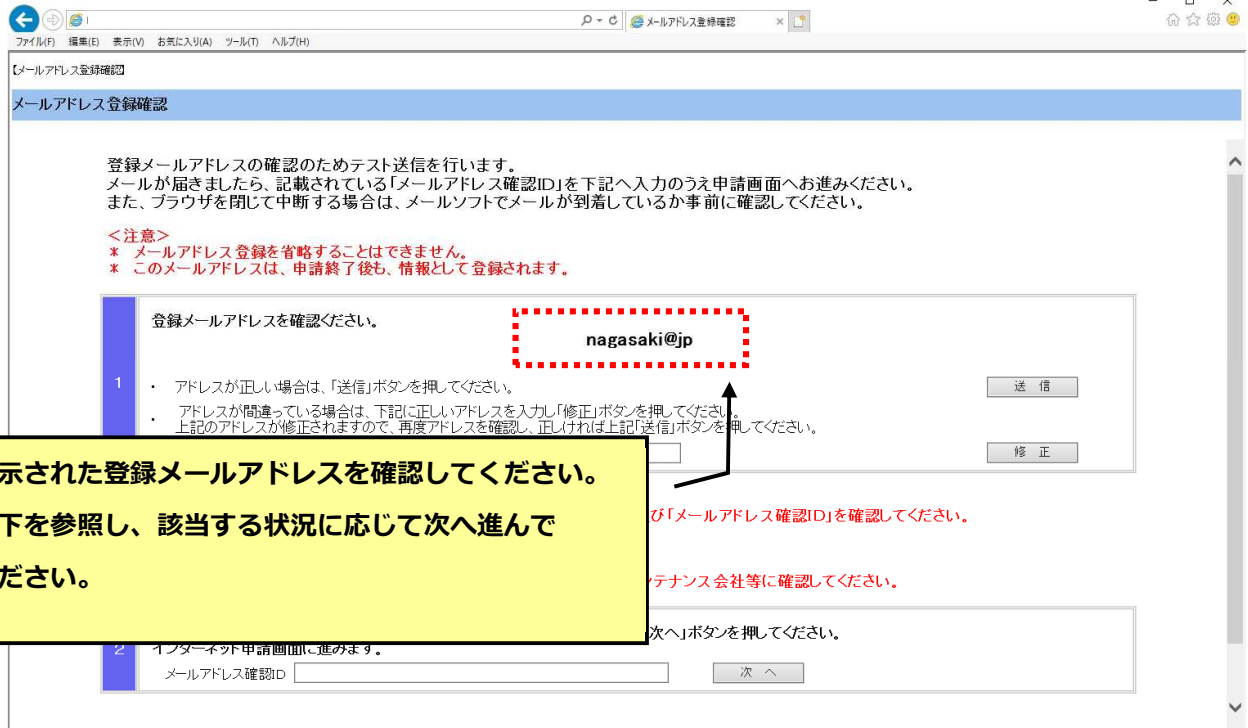 メールアドレス登録確認
ファイル(F) 編集(E) 表示(V) お気に入り(A) ツール(T) ヘルプ(H)
【メールアドレス登録確認】
メールアドレス登録確認
登録メールアドレスの確認のためテスト送信を行います。
メールが届きましたら、記載されている「メールアドレス確認ID」を下記へ入力のうえ申請画面へお進みください。
また、ブラウザを閉じて中断する場合は、メールソフトでメールが到着しているか事前に確認してください。
＜注意＞
* メールアドレス登録を省略することはできません。
* このメールアドレスは、申請終了後も、情報として登録されます。
登録メールアドレスを確認ください。
nagasaki@jp
1
・ アドレスが正しい場合は、「送信」ボタンを押してください。
送 信
・ アドレスが間違っている場合は、下記に正しいアドレスを入力し「修正」ボタンを押してください。
上記のアドレスが修正されますので、再度アドレスを確認し、正しければ上記「送信」ボタンを押してください。
修 正
示された登録メールアドレスを確認してください。
下を参照し、該当する状況に応じて次へ進んで
ださい。
び「メールアドレス確認ID」を確認してください。
テナンス会社等に確認してください。
次へ」ボタンを押してください。
2
インターネット申請画面に進みます。
メールアドレス確認ID
次 へ